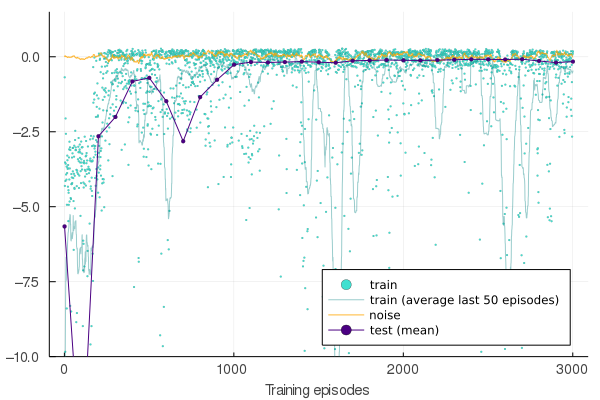 0.0
−2.5
−5.0
−7.5
−10.0
0
1000
2000
3000
Training episodes
train
train (average last 50 episodes)
noise
test (mean)